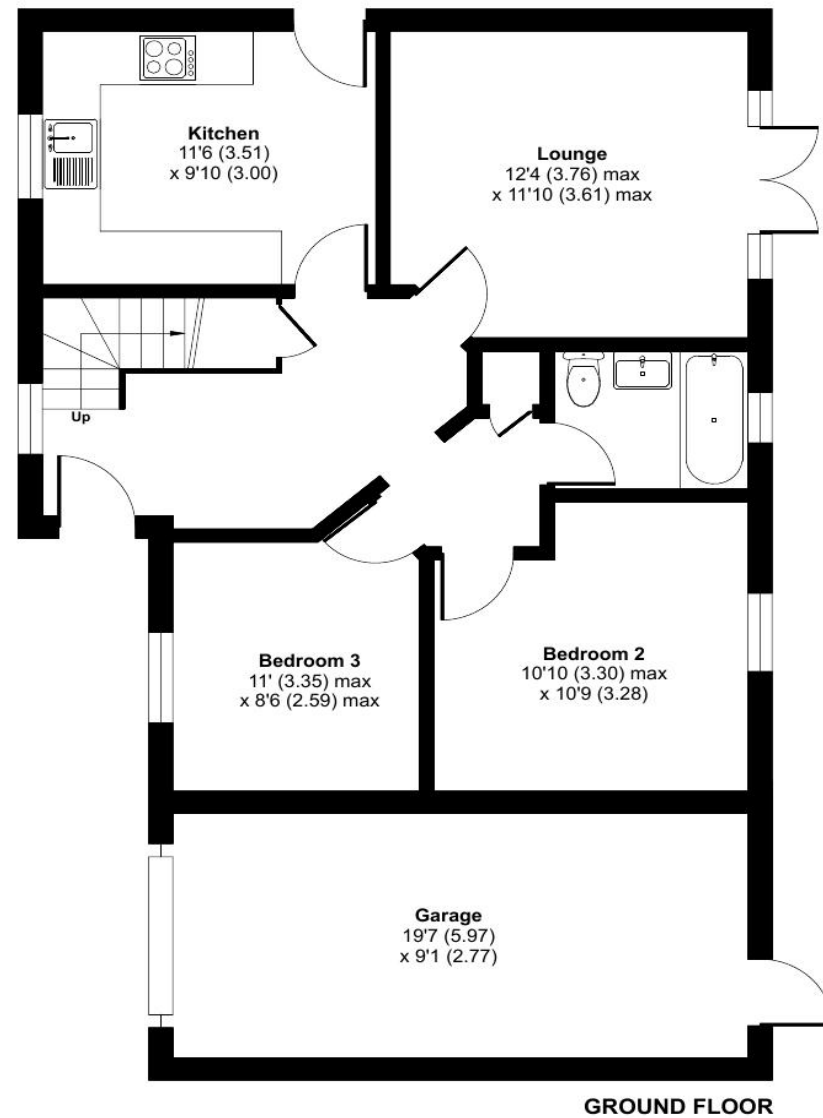 Kitchen
11'6 (3.51)
x 9'10 (3.00)
Lounge
12'4 (3.76) max
x 11'10 (3.61) max
Up
Bedroom 3
11' (3.35) max
x 8'6 (2.59) max
Bedroom 2
10'10 (3.30) max
x 10'9 (3.28)
Garage
19'7 (5.97)
x 9'1 (2.77)
GROUND FLOOR